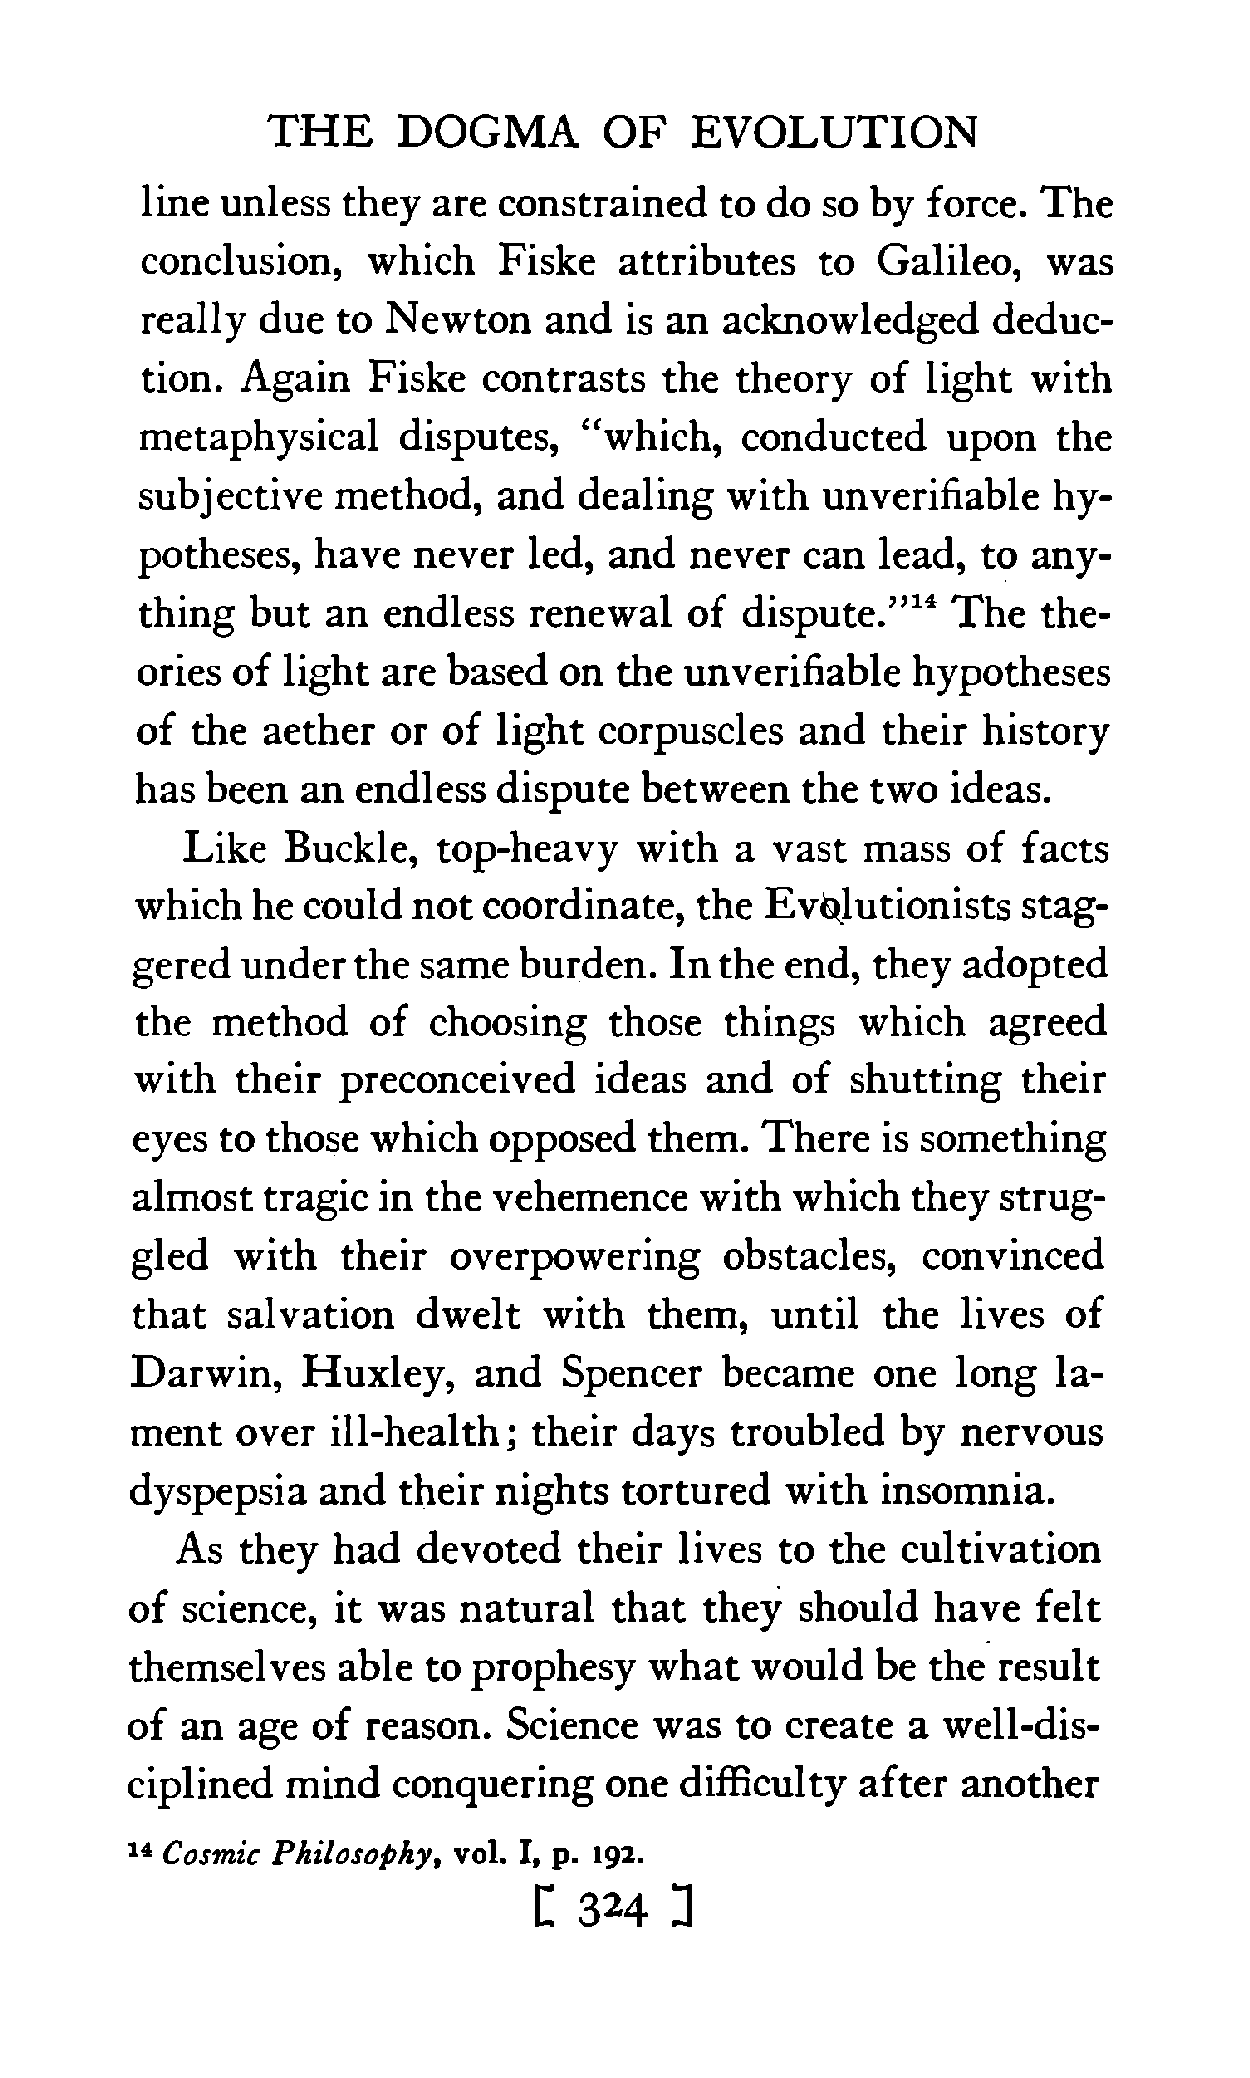 THE DOGMA OF EVOLUTION
line unless they are constrained to do so by force. The
conclusion, which Fiske attributes to Galileo, was
really due to Newton and is an acknowledged deduc-
tion. Again Fiske contrasts the theory of light with
metaphysical disputes, “which, conducted upon the
subjective method, and dealing with unverifiable hy-
potheses, have never led, and never can lead, to any-
thing but an endless renewal of dispute.”¹⁴ The the-
ories of light are based on the unverifiable hypotheses
of the aether or of light corpuscles and their history
has been an endless dispute between the two ideas.
Like Buckle, top-heavy with a vast mass of facts
which he could not coordinate, the Evolutionists stag-
gered under the same burden. In the end, they adopted
the method of choosing those things which agreed
with their preconceived ideas and of shutting their
eyes to those which opposed them. There is something
almost tragic in the vehemence with which they strug-
gled with their overpowering obstacles, convinced
that salvation dwelt with them, until the lives of
Darwin, Huxley, and Spencer became one long la-
ment over ill-health; their days troubled by nervous
dyspepsia and their nights tortured with insomnia.
As they had devoted their lives to the cultivation
of science, it was natural that they should have felt
themselves able to prophesy what would be the result
of an age of reason. Science was to create a well-dis-
ciplined mind conquering one difficulty after another
¹⁴ Cosmic Philosophy, vol. I, p. 192.
[ 324 ]